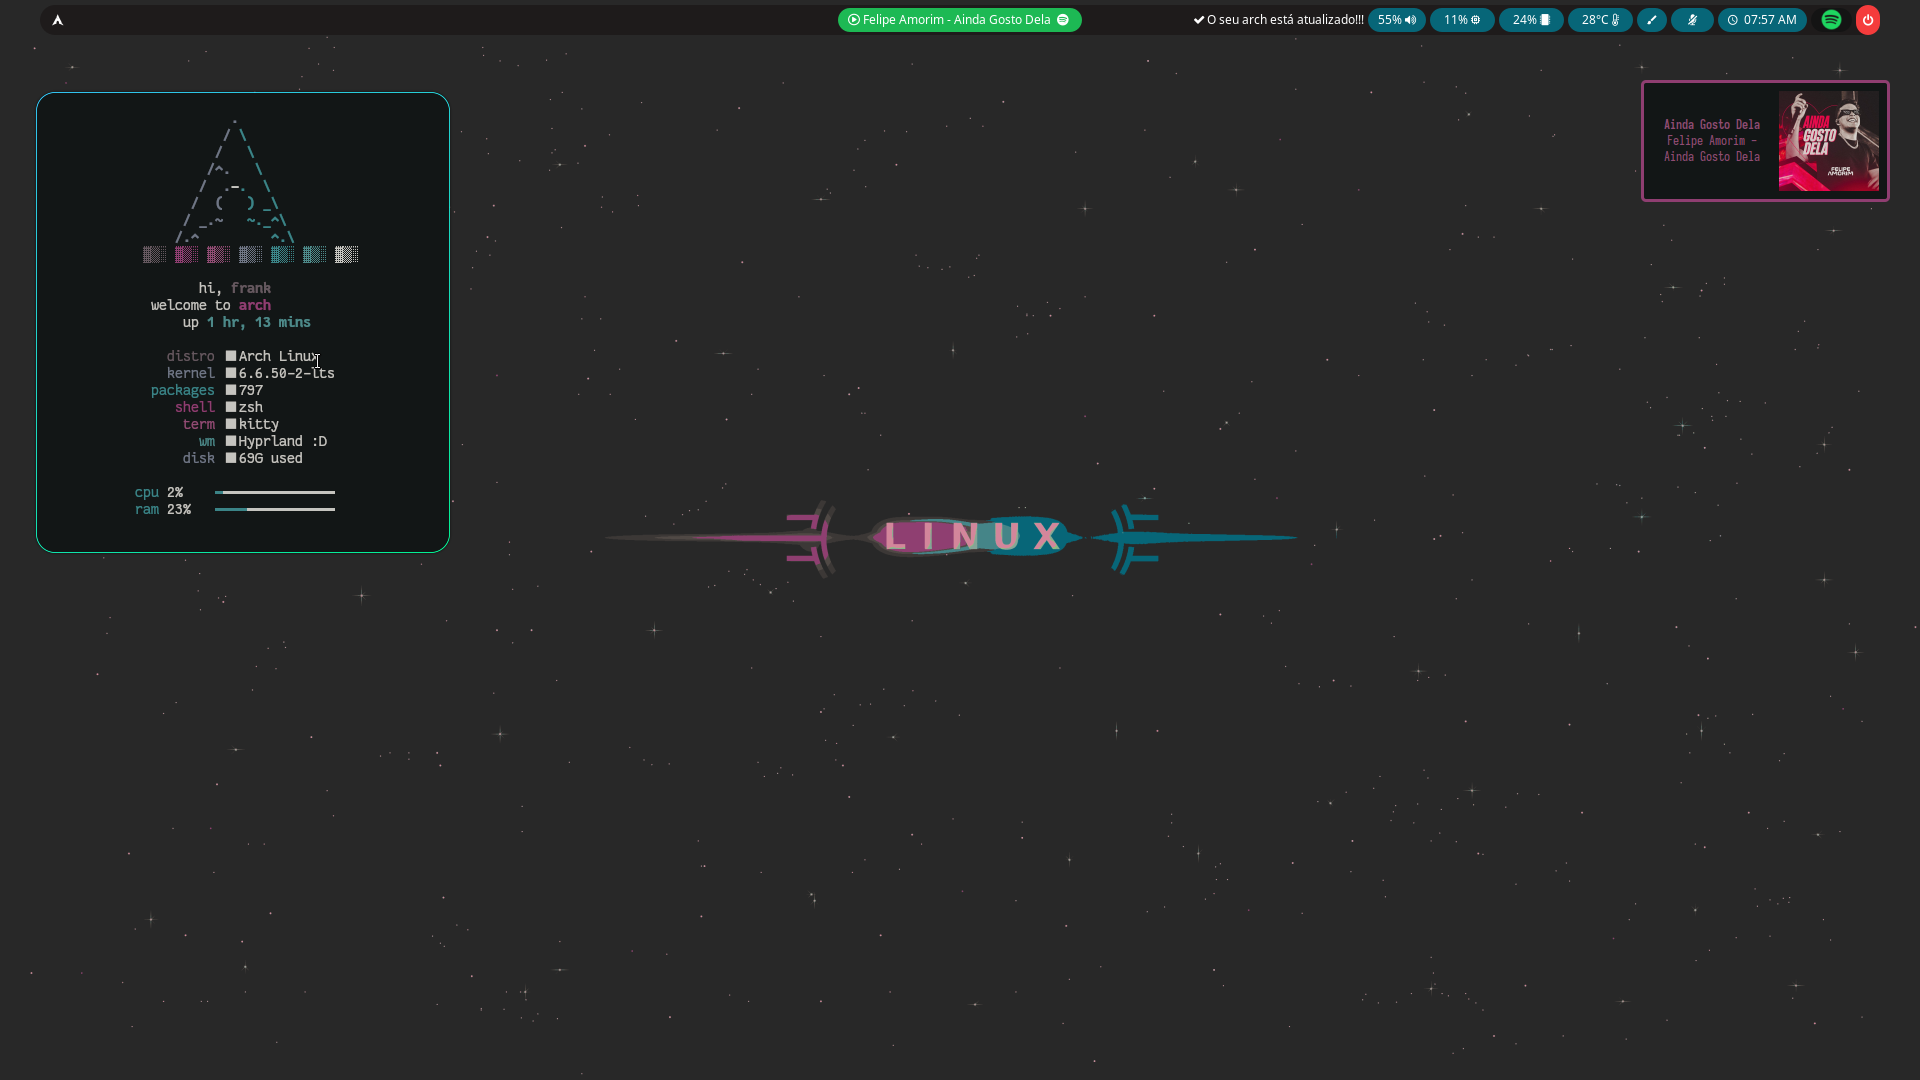 Felipe Amorim - Ainda Gosto Dela
O seu arch está atualizado!!!
55%
11%
24%
28°C
07:57 AM
hi, frank
welcome to arch
up 1 hr, 13 mins
distro Arch Linux
kernel 6.6.50-2-lts
packages 797
shell zsh
term kitty
wm Hyprland :D
disk 69G used
cpu 2%
ram 23%
Ainda Gosto Dela
Felipe Amorim -
Ainda Gosto Dela
AINDA
GOSTO
DELA
FELIPE
AMORIM
LINUX